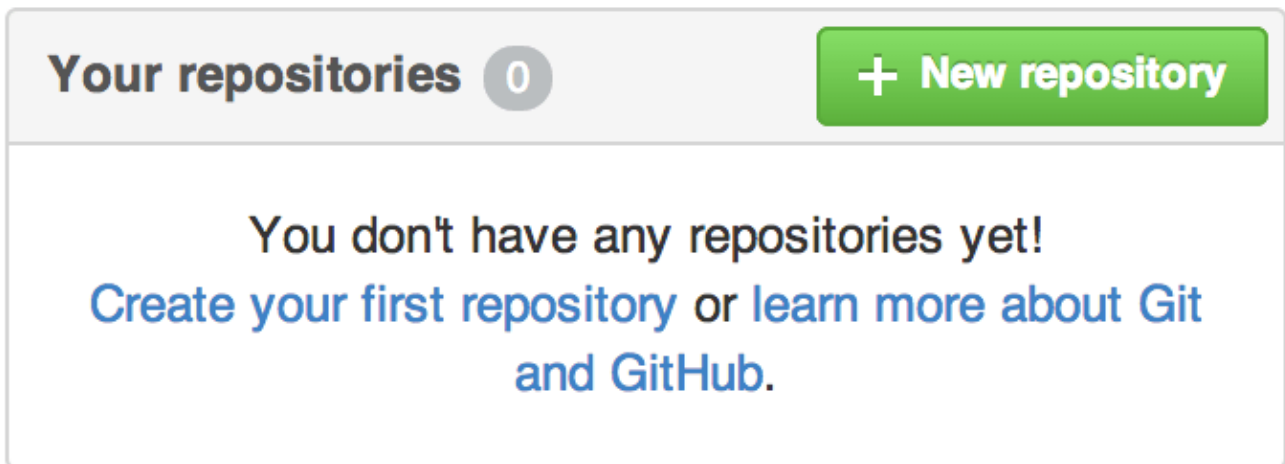 Your repositories 0 + New repository
You don't have any repositories yet!
Create your first repository or learn more about Git
and GitHub.